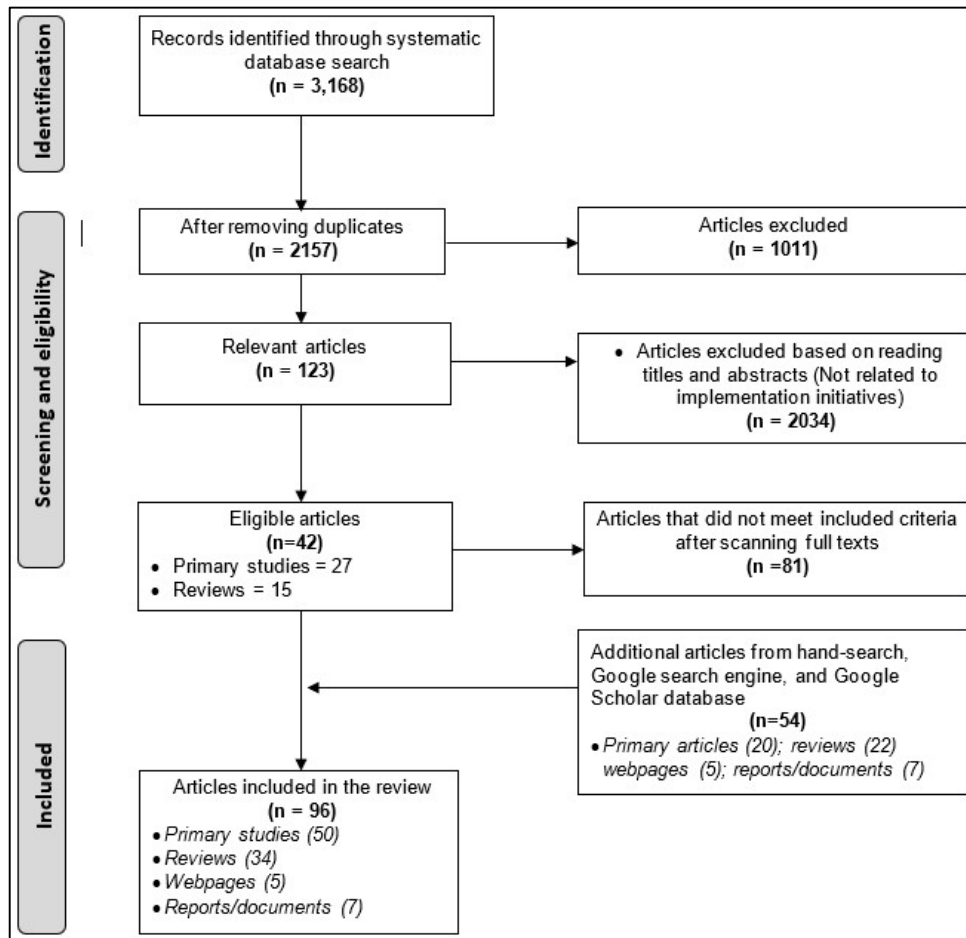 Identification
Records identified through systematic
database search
(n = 3,168)
Screening and eligibility
After removing duplicates
(n = 2157)
Articles excluded
(n = 1011)
Relevant articles
(n = 123)
• Articles excluded based on reading
titles and abstracts (Not related to
implementation initiatives)
(n = 2034)
Eligible articles
(n=42)
• Primary studies = 27
• Reviews = 15
Articles that did not meet included criteria
after scanning full texts
(n =81)
Included
Additional articles from hand-search,
Google search engine, and Google
Scholar database
(n=54)
• Primary articles (20); reviews (22)
webpages (5); reports/documents (7)
Articles included in the review
(n = 96)
• Primary studies (50)
• Reviews (34)
• Webpages (5)
• Reports/documents (7)